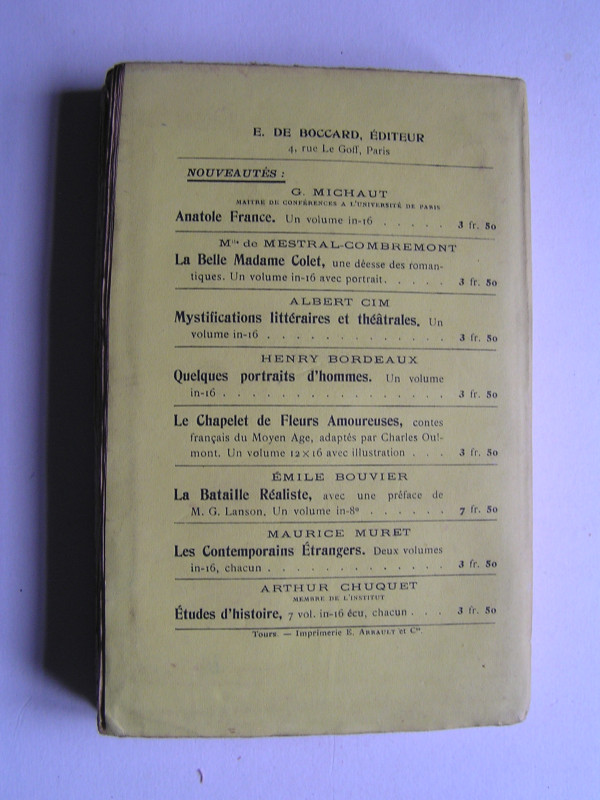 E. DE BOCCARD, ÉDITEUR
4, rue Le Goff, Paris
NOUVEAUTÉS :
G. MICHAUT
MAITRE DE CONFÉRENCES A L'UNIVERSITÉ DE PARIS
Anatole France. Un volume in-16 . . . . . 3 fr. 50
Mme de MESTRAL-COMBREMONT
La Belle Madame Colet, une déesse des roman-
tiques. Un volume in-16 avec portrait. . . . . 3 fr. 50
ALBERT CIM
Mystifications littéraires et théâtrales. Un
volume in-16 . . . . . . . . . . . . . 3 fr. 50
HENRY BORDEAUX
Quelques portraits d'hommes. Un volume
in-16 . . . . . . . . . . . . . . . . 3 fr. 50
Le Chapelet de Fleurs Amoureuses, contes
français du Moyen Age, adaptés par Charles Oul-
mont. Un volume 12×16 avec illustration . . . 3 fr. 50
ÉMILE BOUVIER
La Bataille Réaliste, avec une préface de
M. G. Lanson. Un volume in-8º . . . . . . 7 fr. 50
MAURICE MURET
Les Contemporains Étrangers. Deux volumes
in-16, chacun . . . . . . . . . . . . . 3 fr. 50
ARTHUR CHUQUET
MEMBRE DE L'INSTITUT
Études d'histoire, 7 vol. in-16 écu, chacun . . . 3 fr. 50
Tours. — Imprimerie E. ARRAULT et Cie.